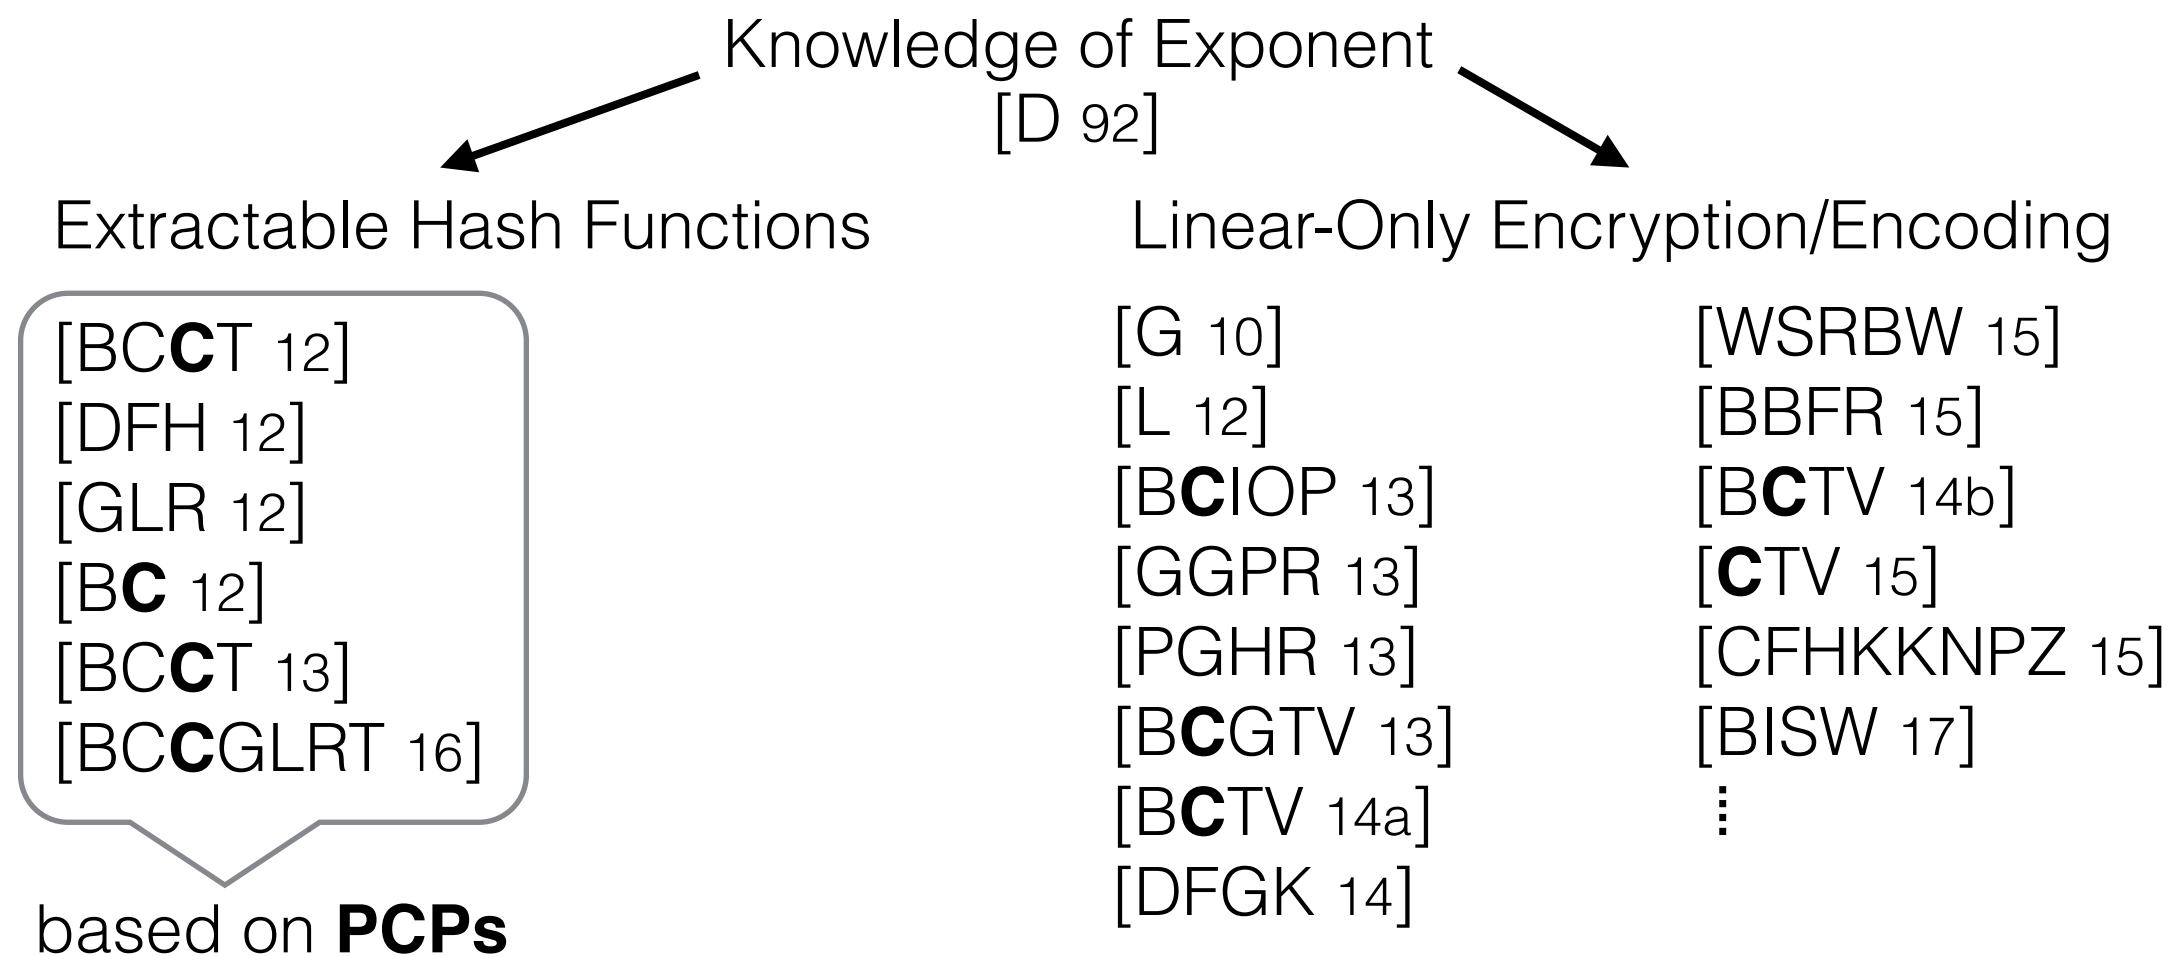 Knowledge of Exponent
[D 92]
Extractable Hash Functions
[BCCT 12]
[DFH 12]
[GLR 12]
[BC 12]
[BCCT 13]
[BCCGLRT 16]
based on PCPs
Linear-Only Encryption/Encoding
[G 10]
[L 12]
[BCIOP 13]
[GGPR 13]
[PGHR 13]
[BCGTV 13]
[BCTV 14a]
[DFGK 14]
[WSRBW 15]
[BBFR 15]
[BCTV 14b]
[CTV 15]
[CFHKKNPZ 15]
[BISW 17]